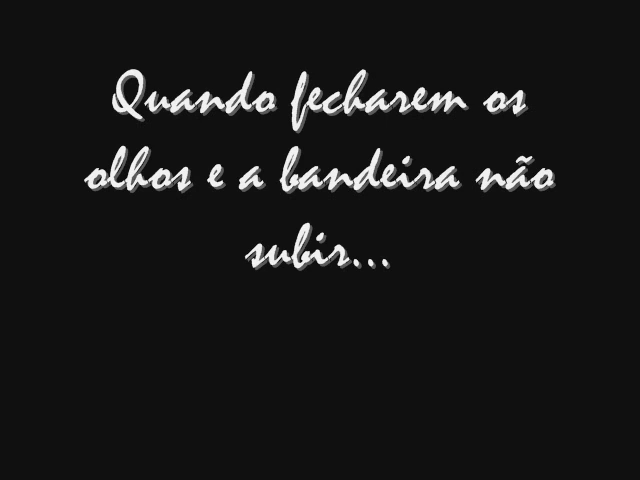 Quando fecharem os
olhos e a bandeira não
subir...